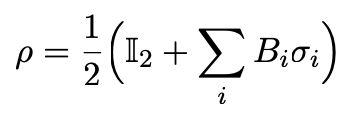 ρ = 1/2 (𝕀₂ + ∑ᵢ Bᵢσᵢ)